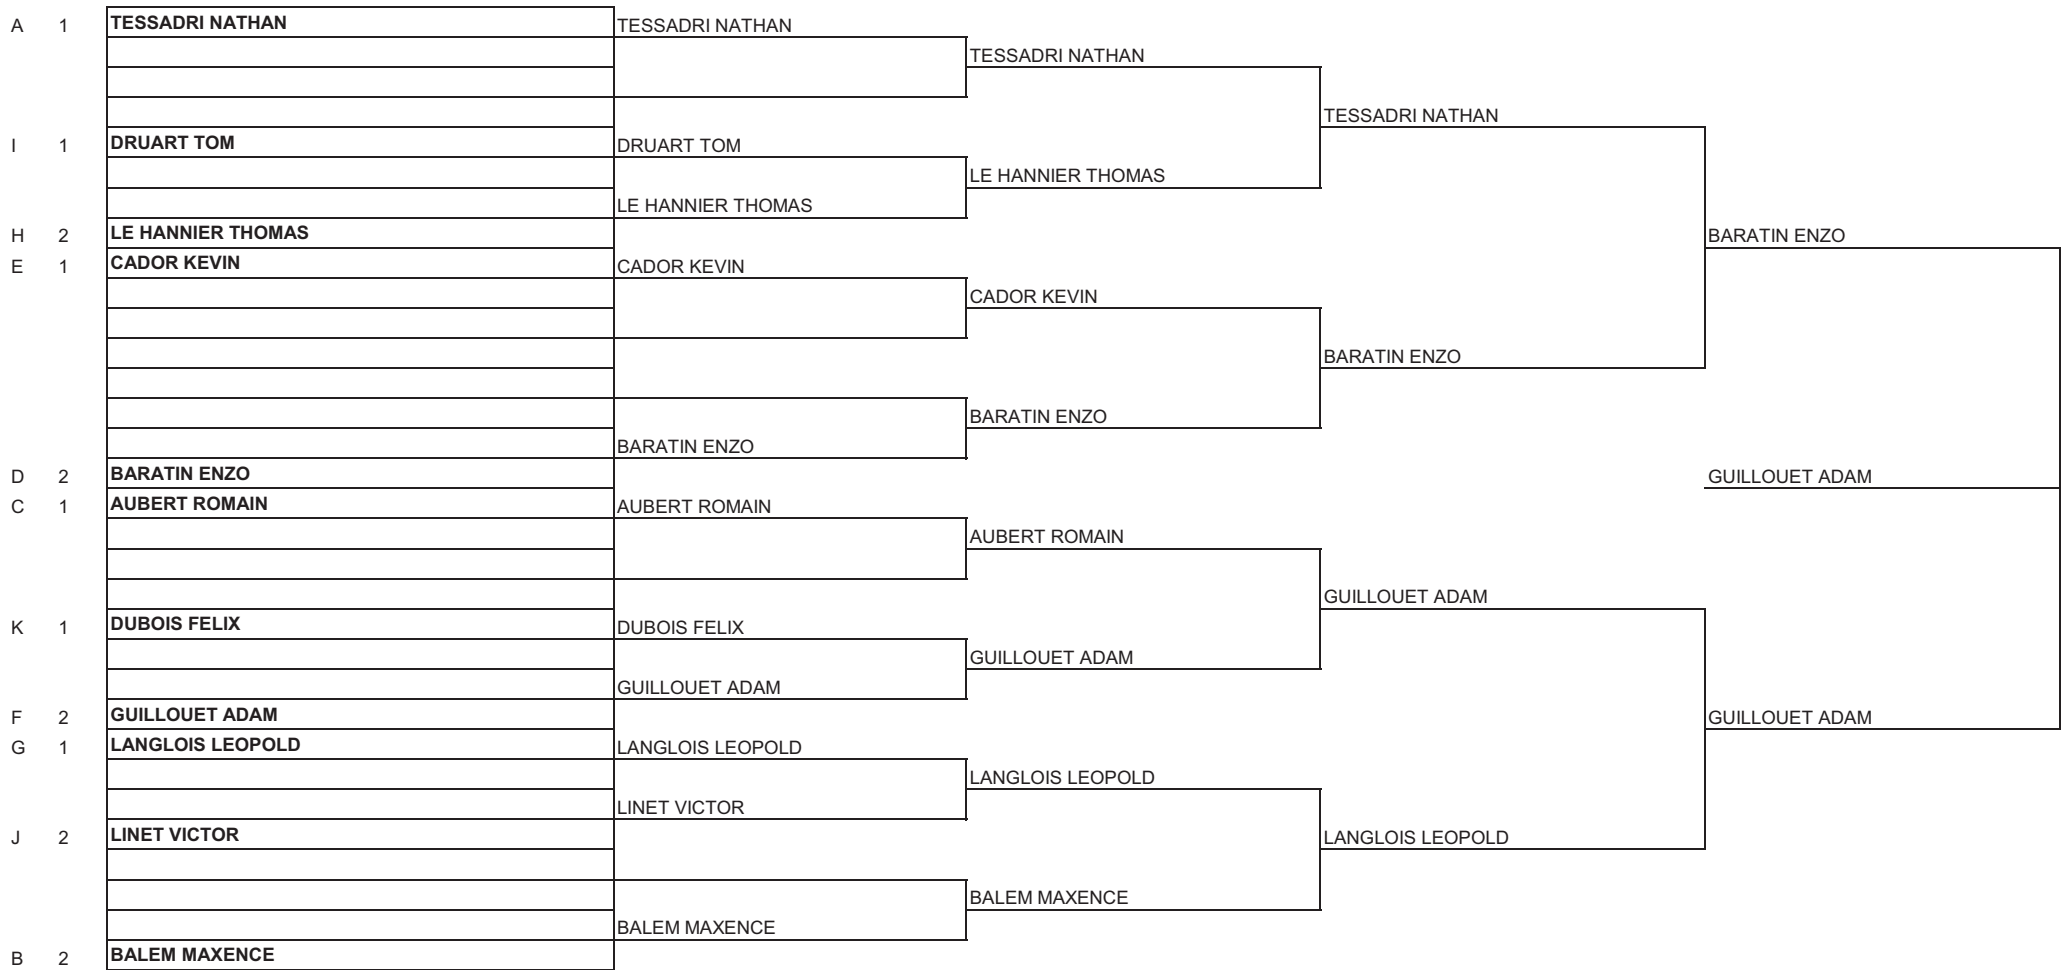 A 1 TESSADRI NATHAN TESSADRI NATHAN
TESSADRI NATHAN
TESSADRI NATHAN
I 1 DRUART TOM DRUART TOM
LE HANNIER THOMAS
LE HANNIER THOMAS
H 2 LE HANNIER THOMAS BARATIN ENZO
E 1 CADOR KEVIN CADOR KEVIN
CADOR KEVIN
BARATIN ENZO
BARATIN ENZO
BARATIN ENZO
D 2 BARATIN ENZO GUILLOUET ADAM
C 1 AUBERT ROMAIN AUBERT ROMAIN
AUBERT ROMAIN
GUILLOUET ADAM
K 1 DUBOIS FELIX DUBOIS FELIX
GUILLOUET ADAM
GUILLOUET ADAM
F 2 GUILLOUET ADAM GUILLOUET ADAM
G 1 LANGLOIS LEOPOLD LANGLOIS LEOPOLD
LANGLOIS LEOPOLD
LINET VICTOR
J 2 LINET VICTOR LANGLOIS LEOPOLD
BALEM MAXENCE
BALEM MAXENCE
B 2 BALEM MAXENCE